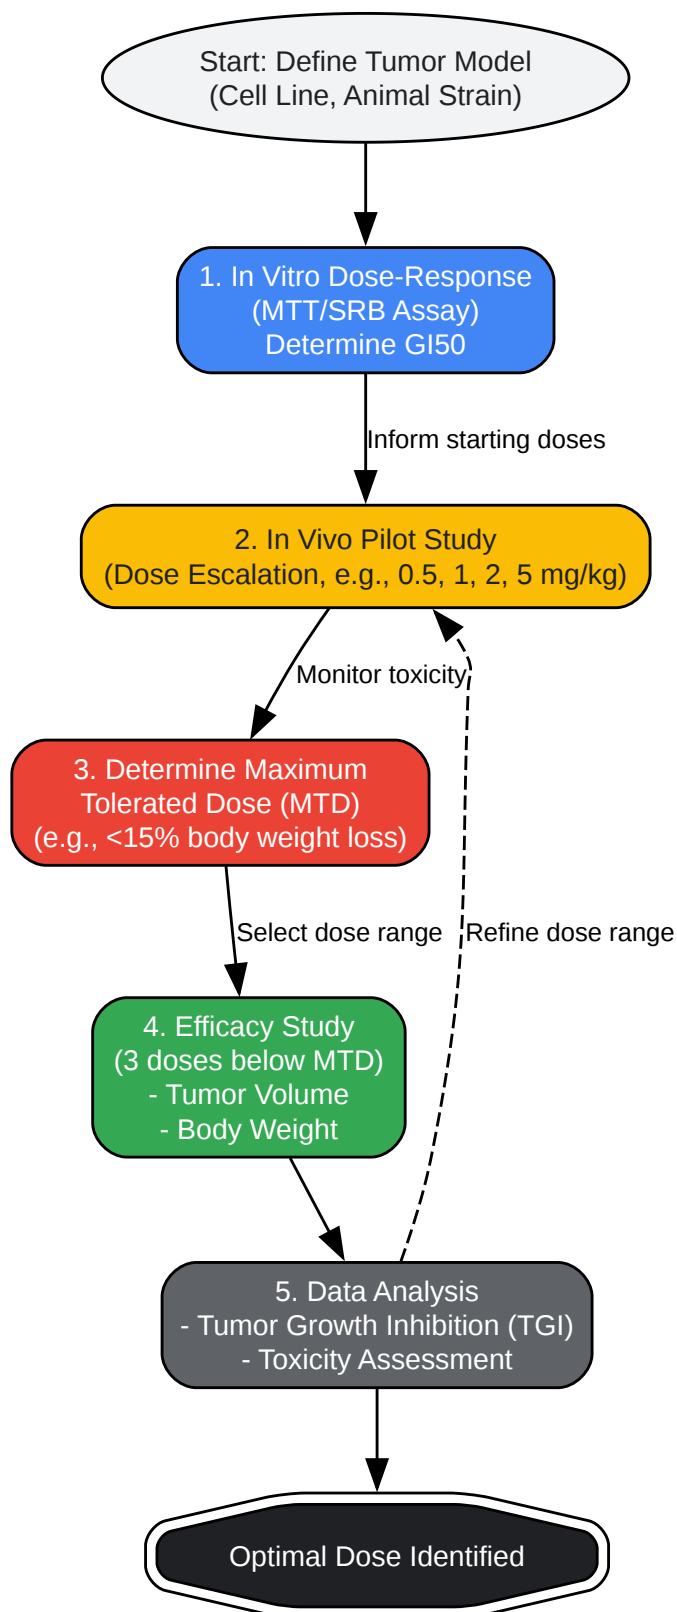 Start: Define Tumor Model
(Cell Line, Animal Strain)
1. In Vitro Dose-Response
(MTT/SRB Assay)
Determine GI50
Inform starting doses
2. In Vivo Pilot Study
(Dose Escalation, e.g., 0.5, 1, 2, 5 mg/kg)
Monitor toxicity
3. Determine Maximum
Tolerated Dose (MTD)
(e.g., <15% body weight loss)
Select dose range
Refine dose range
4. Efficacy Study
(3 doses below MTD)
- Tumor Volume
- Body Weight
5. Data Analysis
- Tumor Growth Inhibition (TGI)
- Toxicity Assessment
Optimal Dose Identified